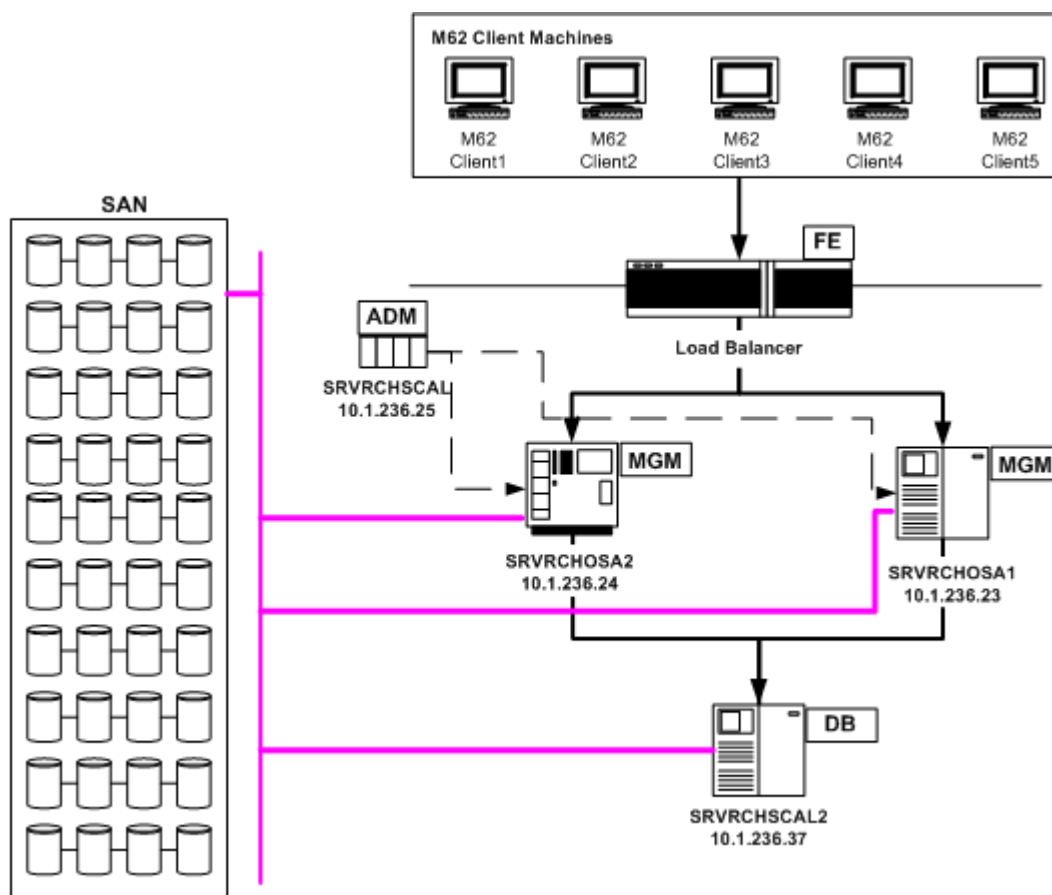 M62 Client Machines
M62
Client1
M62
Client2
M62
Client3
M62
Client4
M62
Client5
SAN
FE
ADM
Load Balancer
SRVRCHSCAL
10.1.236.25
MGM
MGM
SRVRCHOSA2
10.1.236.24
SRVRCHOSA1
10.1.236.23
DB
SRVRCHSCAL2
10.1.236.37